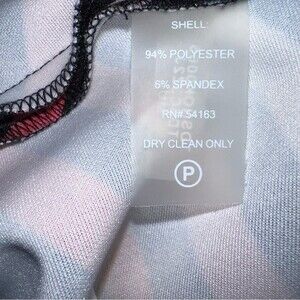 SHELL
94% POLYESTER
6% SPANDEX
RN# 54163
DRY CLEAN ONLY
P